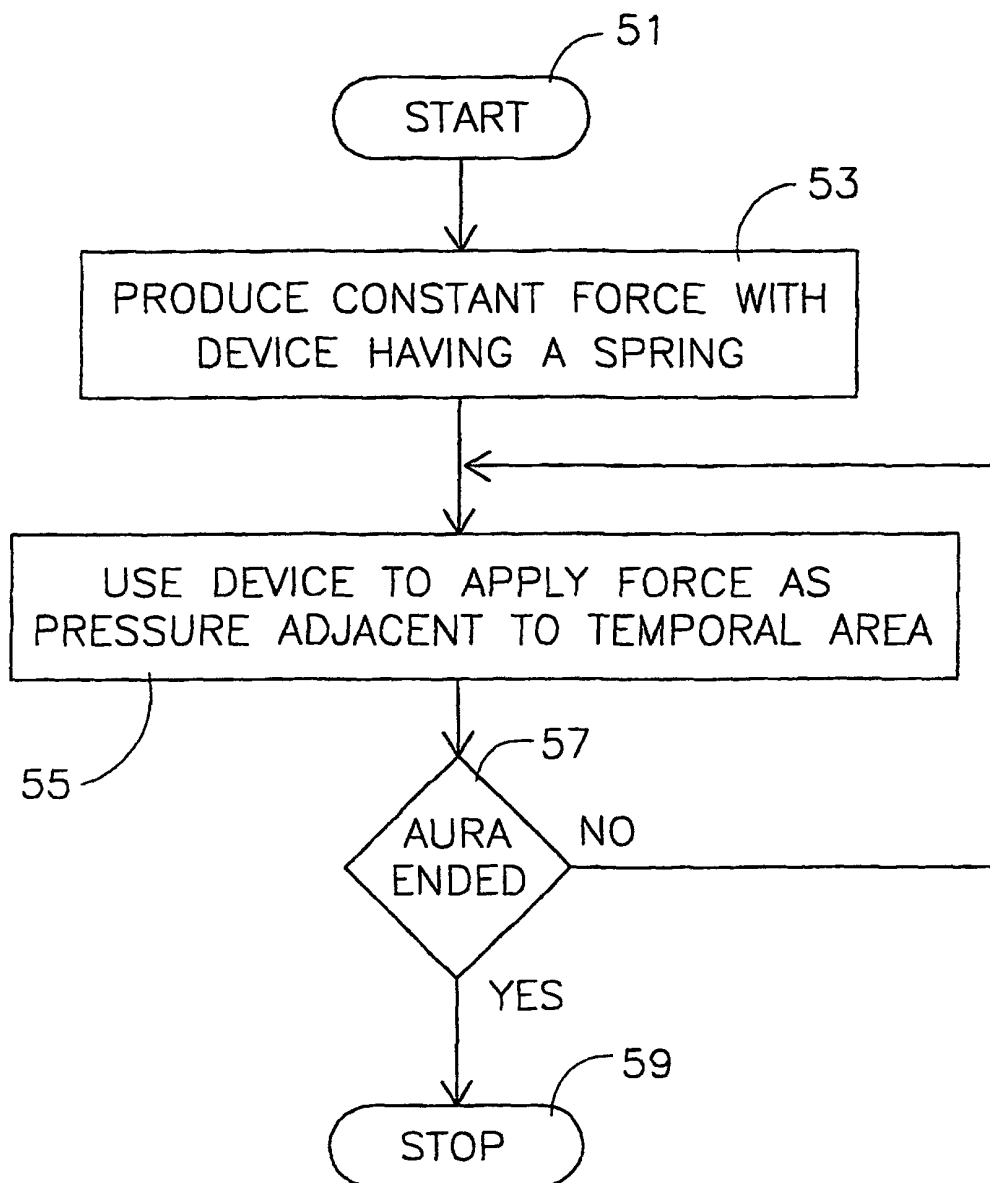 51
START
53
PRODUCE CONSTANT FORCE WITH
DEVICE HAVING A SPRING
USE DEVICE TO APPLY FORCE AS
PRESSURE ADJACENT TO TEMPORAL AREA
55
57
AURA
ENDED
NO
YES
59
STOP